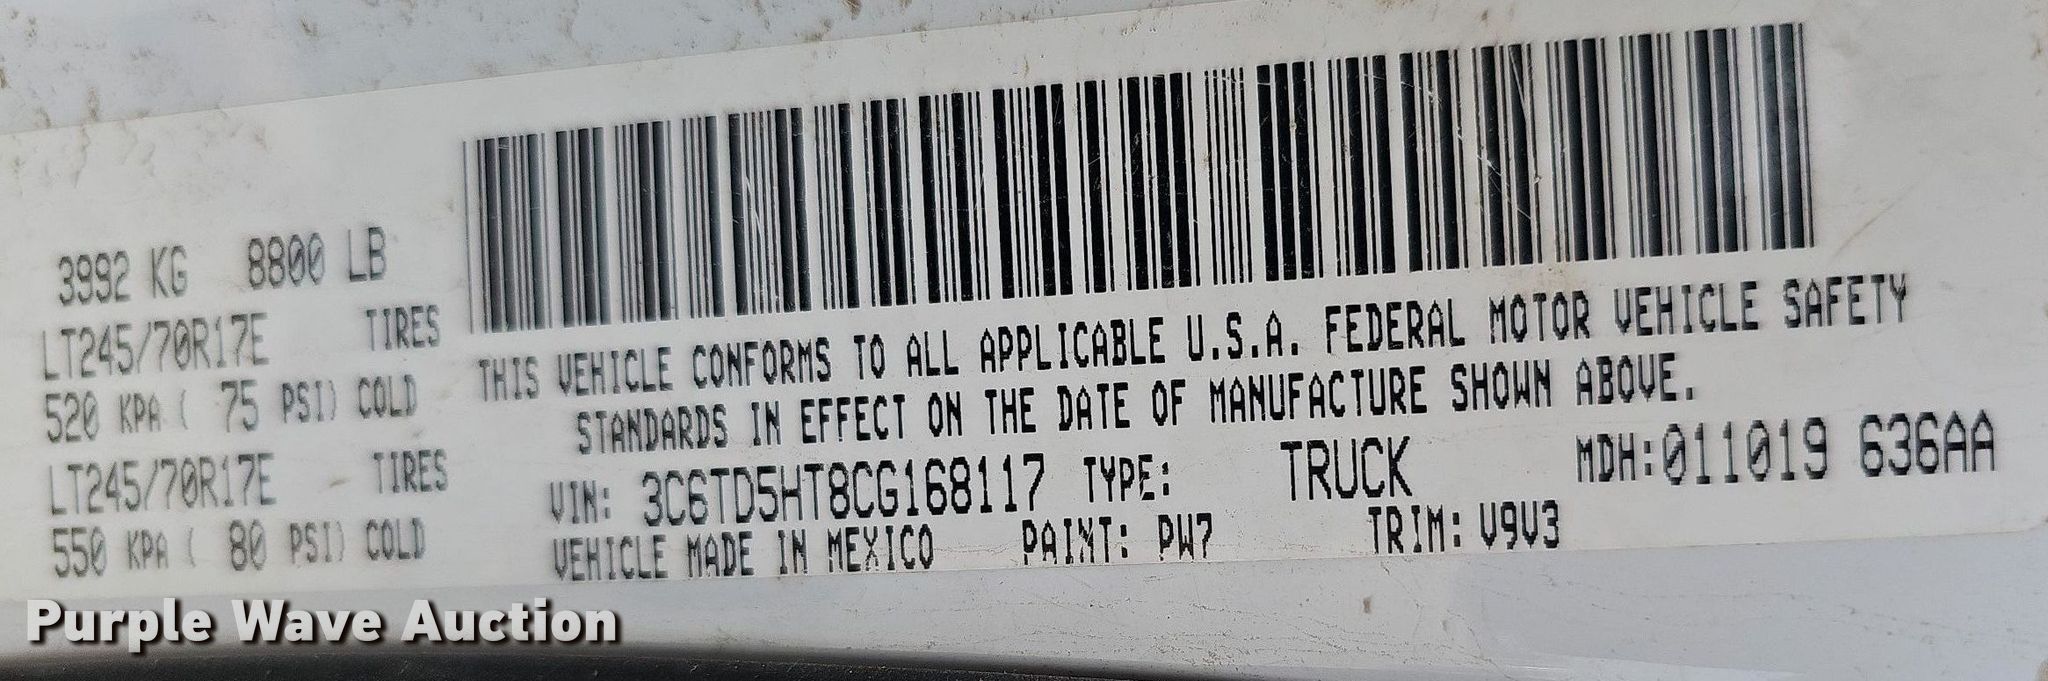 3992 KG 8800 LB
LT245/70R17E TIRES
520 KPA ( 75 PSI) COLD
LT245/70R17E TIRES
550 KPA ( 80 PSI) COLD
THIS VEHICLE CONFORMS TO ALL APPLICABLE U.S.A. FEDERAL MOTOR VEHICLE SAFETY
STANDARDS IN EFFECT ON THE DATE OF MANUFACTURE SHOWN ABOVE.
VIN: 3C6TD5HT8CG168117 TYPE: TRUCK MDH:011019 636AA
VEHICLE MADE IN MEXICO PAINT: PW7 TRIM: V9V3
Purple Wave Auction